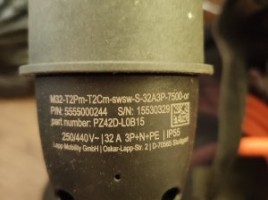 M32-T2Pm-T2Cm-swsw-S-32A3P-7500-or
P/N: 5555000244 S/N: 15530329
part number: PZ42D-L0B15
250/440V~ | 32 A 3P+N+PE | IP55
Lapp Mobility GmbH | Oskar-Lapp-Str. 2 | D-70565 Stuttgart